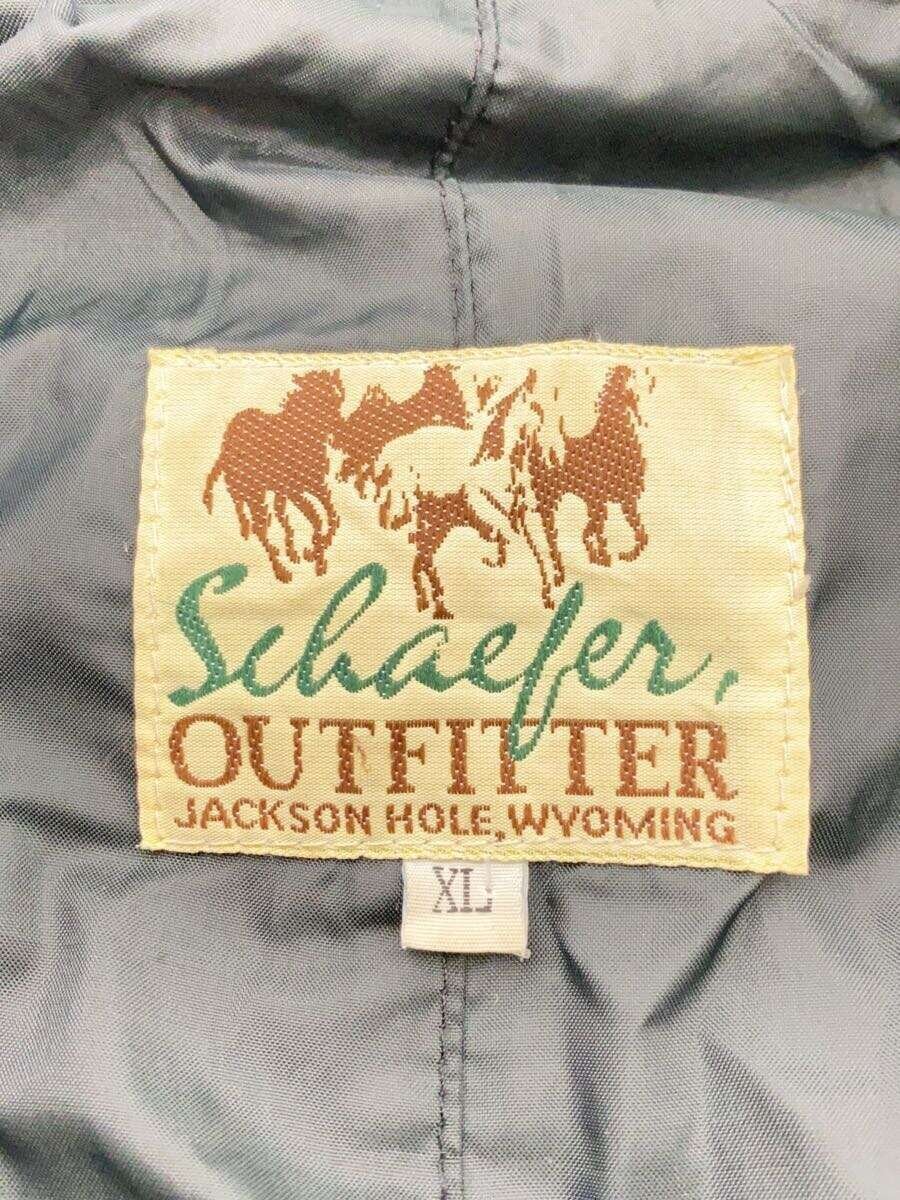 Schaefer,
OUTFITTER
JACKSON HOLE, WYOMING
XL